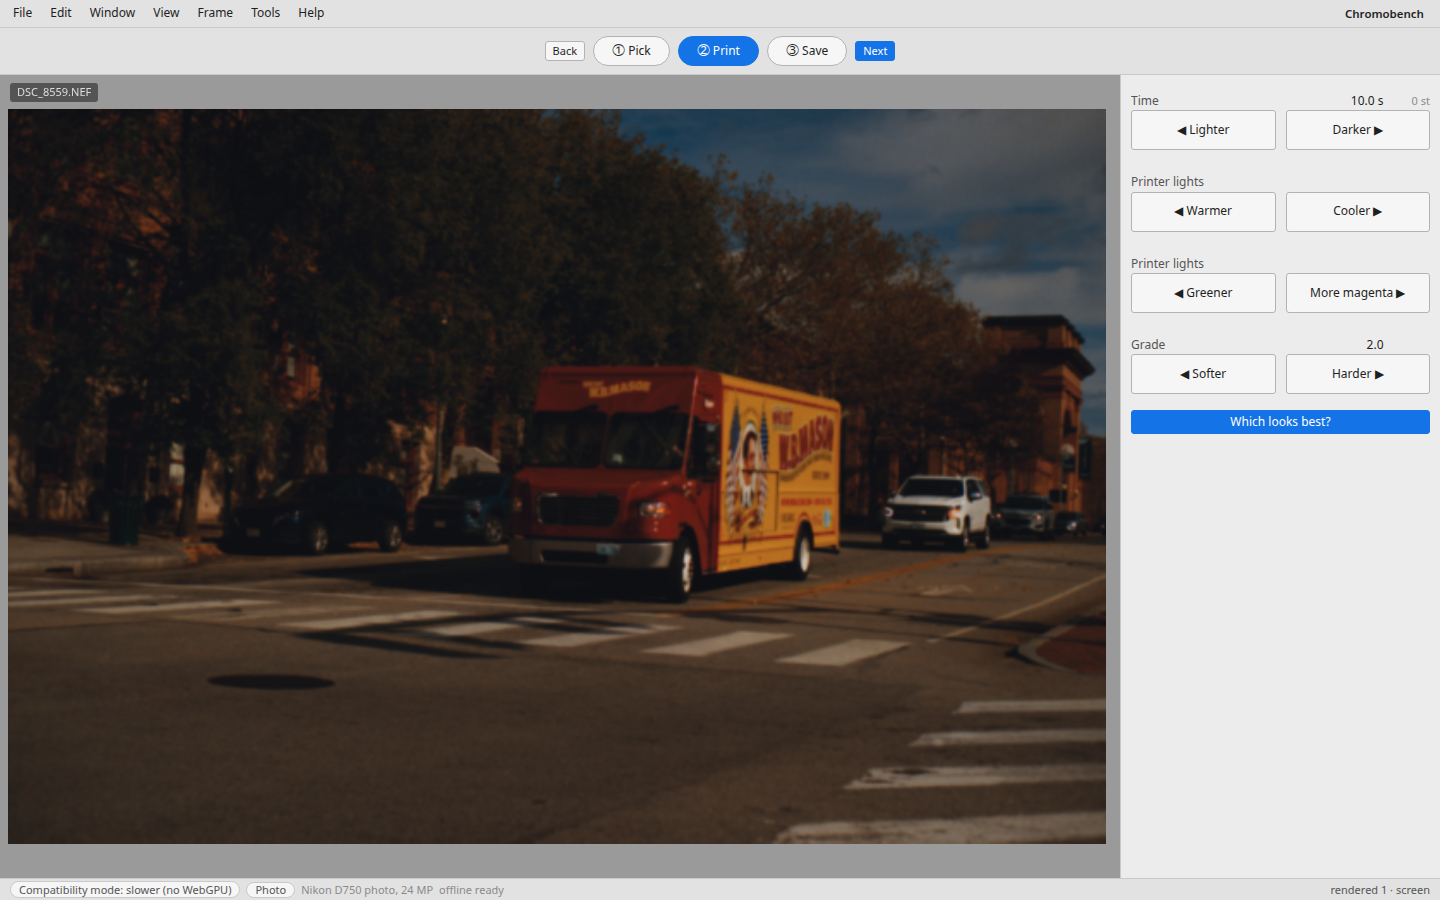 File Edit Window View Frame Tools Help Chromobench
Back ① Pick ② Print ③ Save Next
DSC_8559.NEF
Time 10.0 s 0 st
◀ Lighter Darker ▶
Printer lights
◀ Warmer Cooler ▶
Printer lights
◀ Greener More magenta ▶
Grade 2.0
◀ Softer Harder ▶
Which looks best?
W.B.MASON
W.B.MASON
Compatibility mode: slower (no WebGPU) Photo Nikon D750 photo, 24 MP offline ready rendered 1 · screen